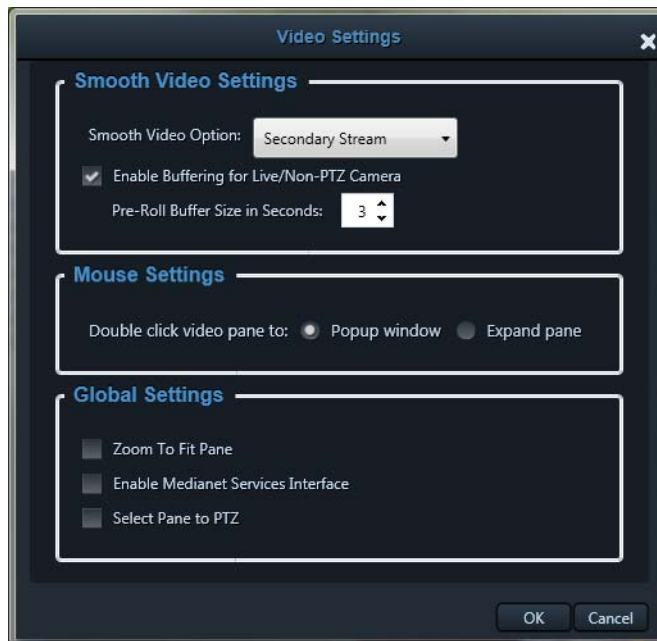 Video Settings
Smooth Video Settings
Smooth Video Option: Secondary Stream
Enable Buffering for Live/Non-PTZ Camera
Pre-Roll Buffer Size in Seconds: 3
Mouse Settings
Double click video pane to: Popup window Expand pane
Global Settings
Zoom To Fit Pane
Enable Medianet Services Interface
Select Pane to PTZ
OK Cancel